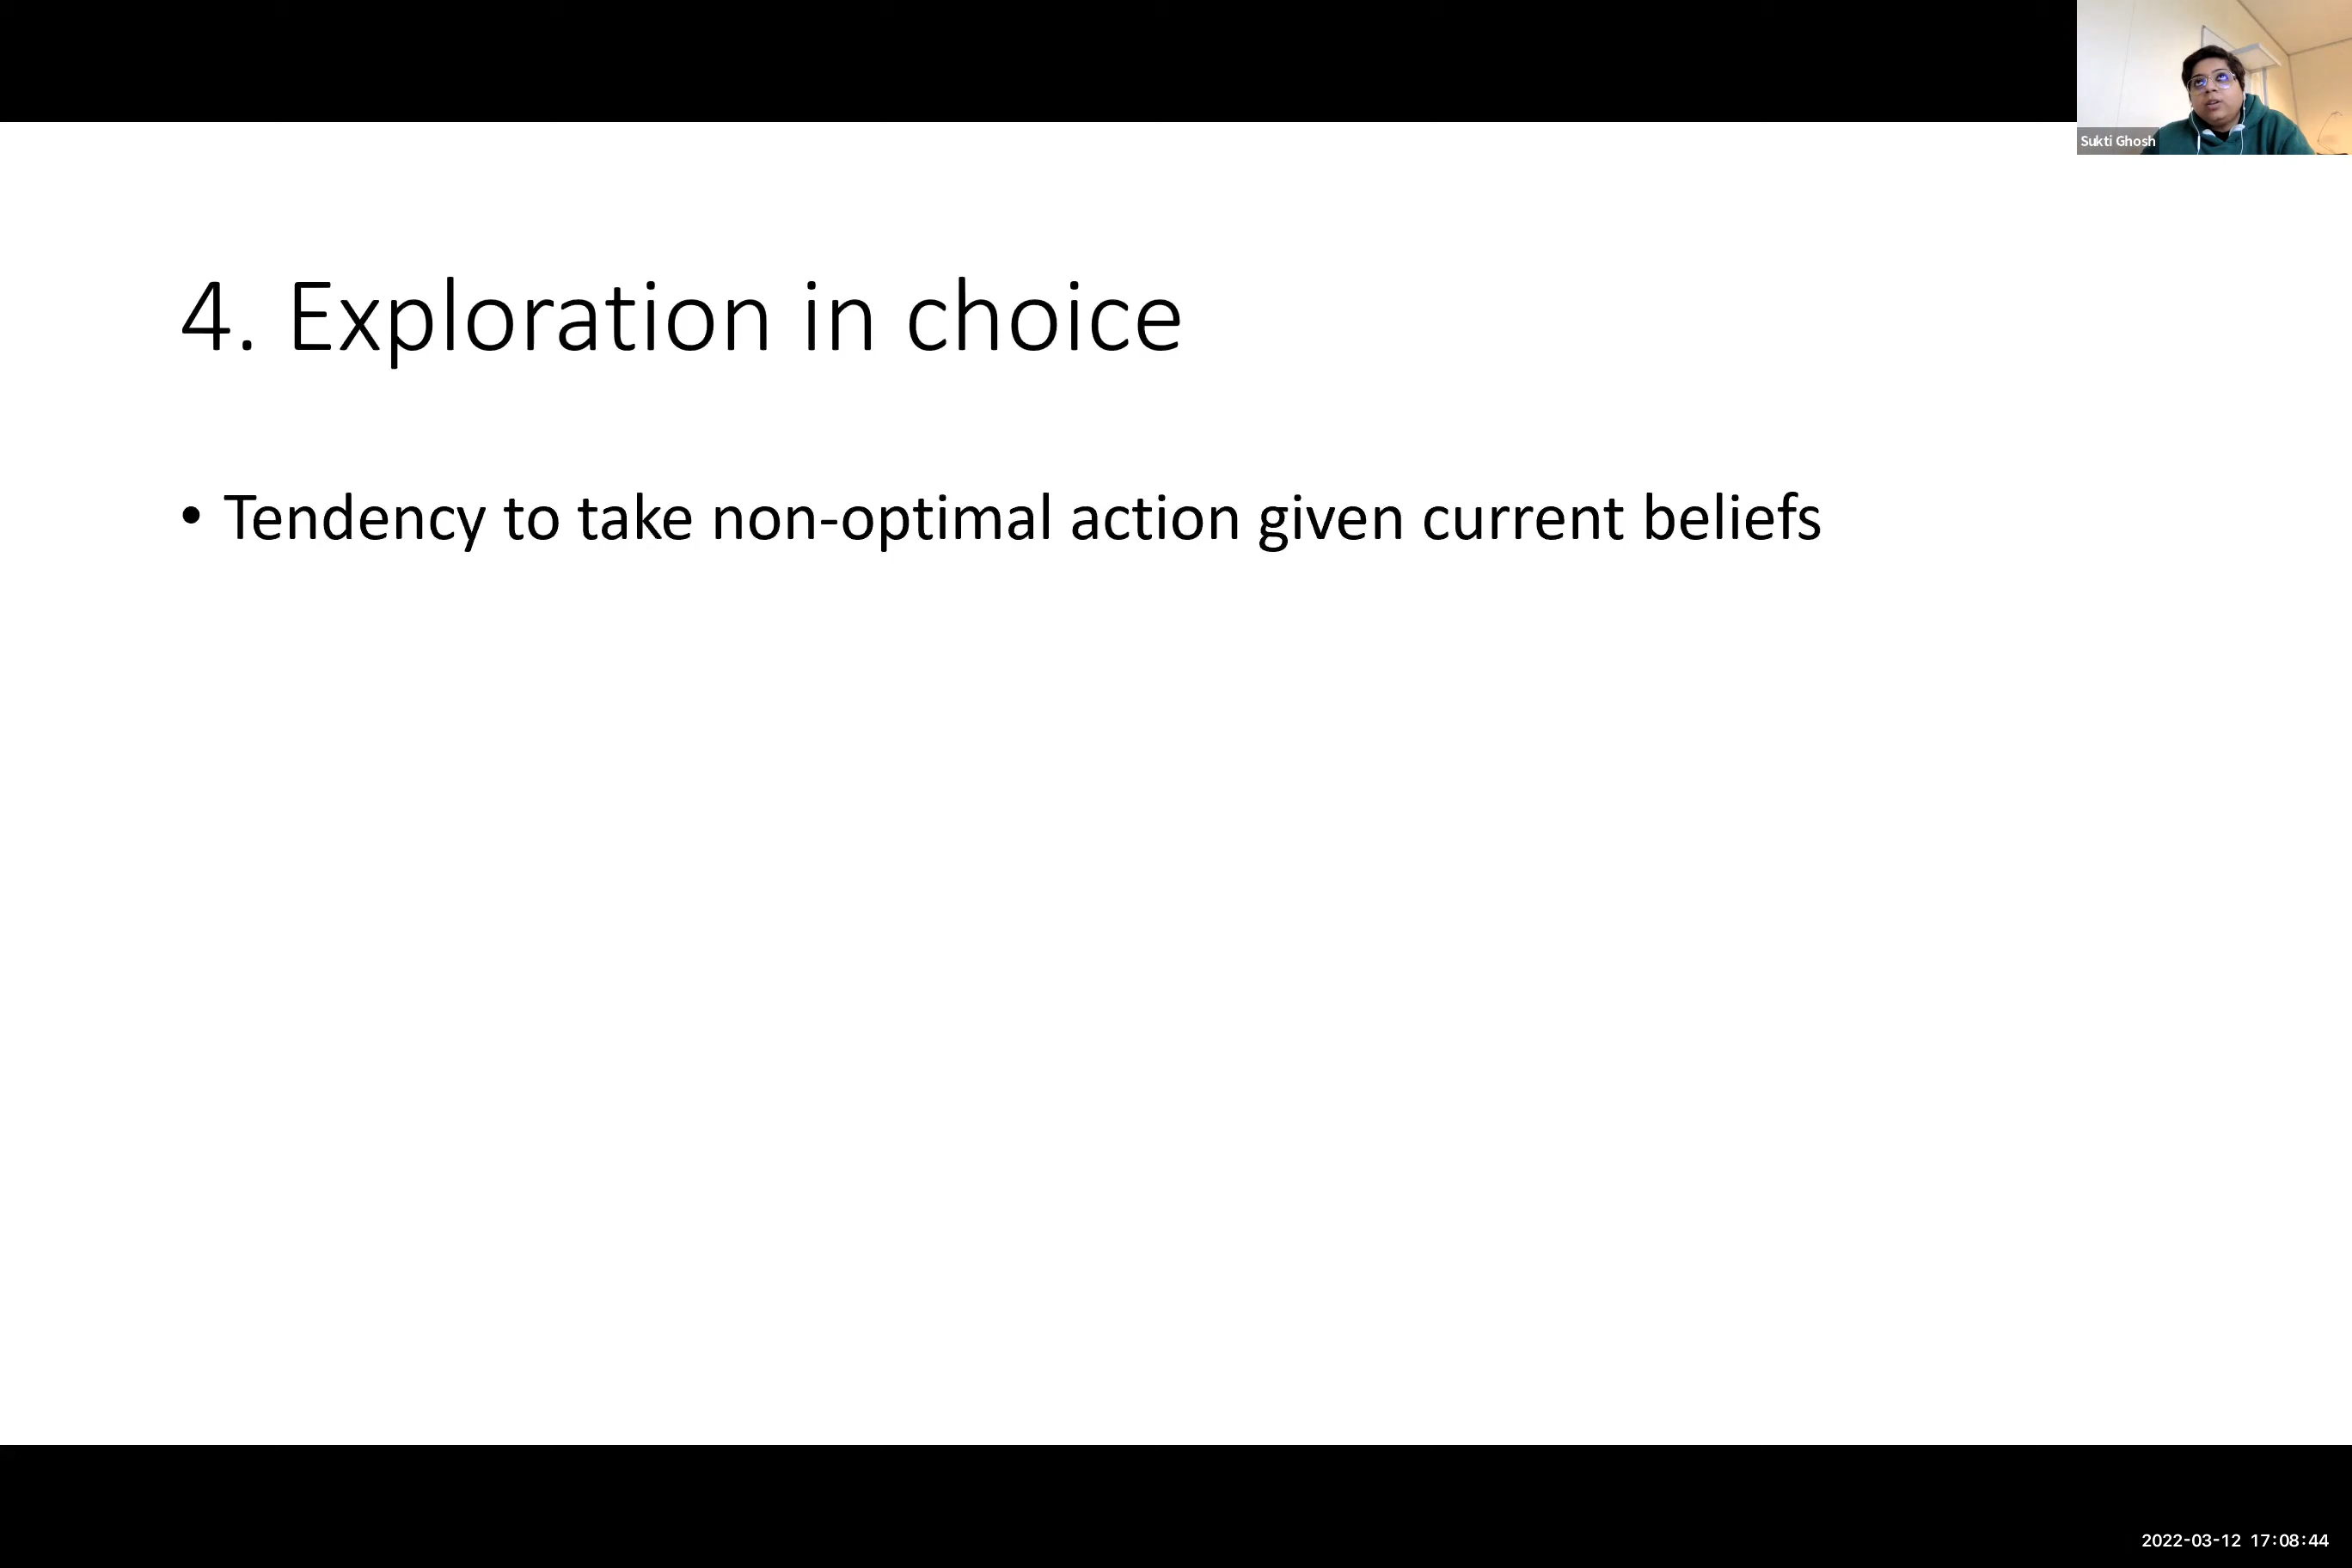 Sukti Ghosh
4. Exploration in choice
• Tendency to take non-optimal action given current beliefs
2022-03-12 17:08:44